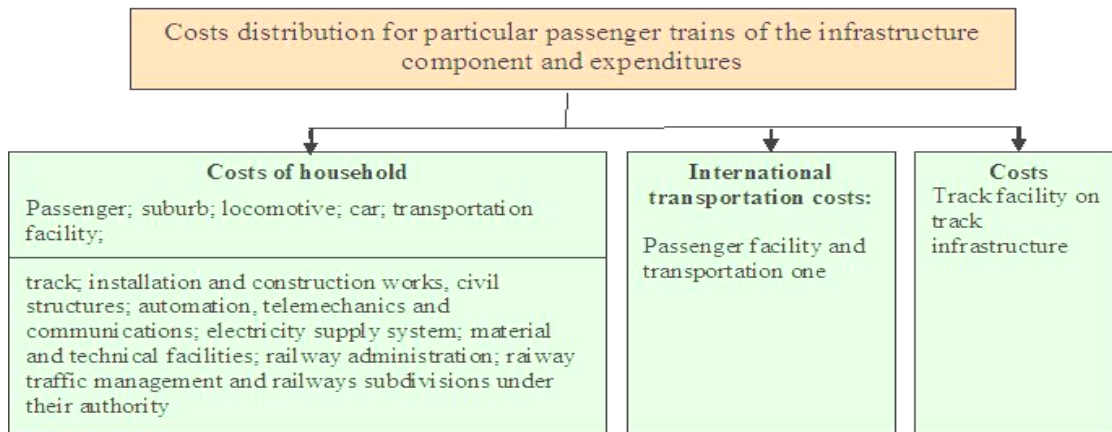 Costs distribution for particular passenger trains of the infrastructure
component and expenditures
Costs of household
Passenger; suburb; locomotive; car; transportation
facility;
track; installation and construction works, civil
structures; automation, telemechanics and
communications; electricity supply system; material
and technical facilities; railway administration; raiway
traffic management and railways subdivisions under
their authority
International
transportation costs:
Passenger facility and
transportation one
Costs
Track facility on
track
infrastructure